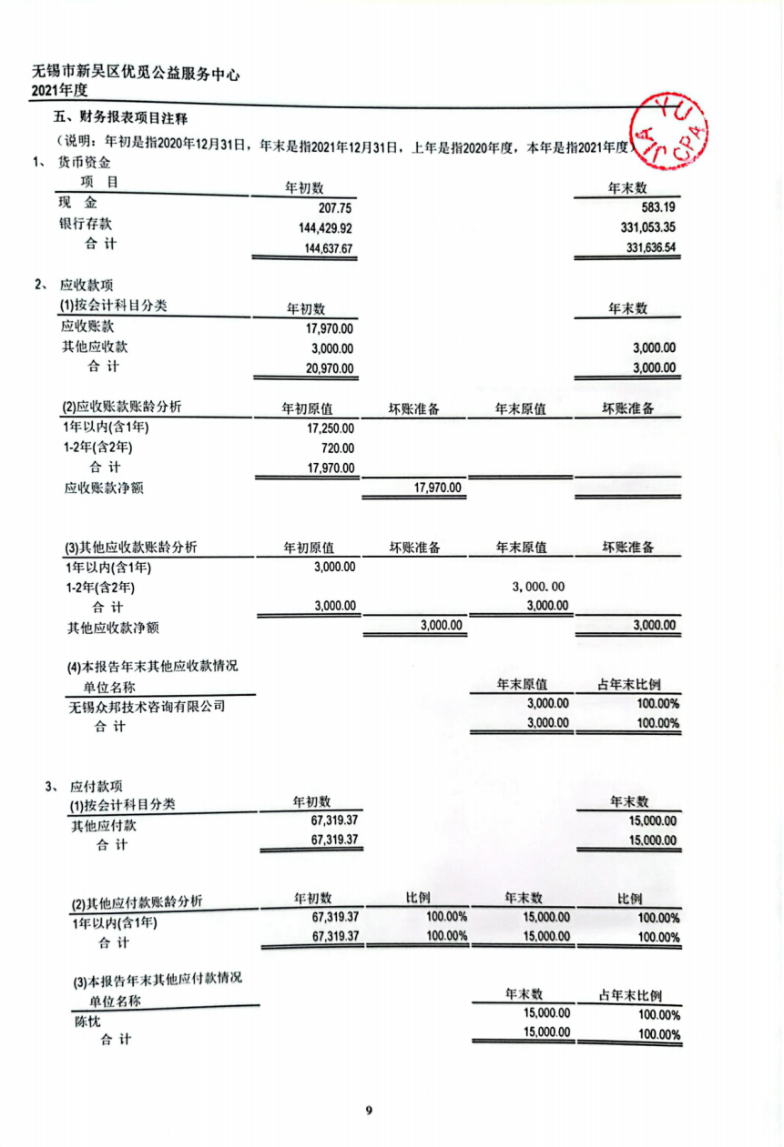 无锡市新吴区优觅公益服务中心
2021年度
五、财务报表项目注释
（说明：年初是指2020年12月31日，年末是指2021年12月31日，上年是指2020年度，本年是指2021年度）
YU JIA CPA
1、 货币资金
项 目 年初数 年末数
现 金 207.75 583.19
银行存款 144,429.92 331,053.35
合 计 144,637.67 331,636.54
2、 应收款项
(1)按会计科目分类 年初数 年末数
应收账款 17,970.00
其他应收款 3,000.00 3,000.00
合 计 20,970.00 3,000.00
(2)应收账款账龄分析 年初原值 坏账准备 年末原值 坏账准备
1年以内(含1年) 17,250.00
1-2年(含2年) 720.00
合 计 17,970.00
应收账款净额 17,970.00
(3)其他应收款账龄分析 年初原值 坏账准备 年末原值 坏账准备
1年以内(含1年) 3,000.00
1-2年(含2年) 3,000.00
合 计 3,000.00 3,000.00
其他应收款净额 3,000.00 3,000.00
(4)本报告年末其他应收款情况
单位名称 年末原值 占年末比例
无锡众邦技术咨询有限公司 3,000.00 100.00%
合 计 3,000.00 100.00%
3、 应付款项
(1)按会计科目分类 年初数 年末数
其他应付款 67,319.37 15,000.00
合 计 67,319.37 15,000.00
(2)其他应付款账龄分析 年初数 比例 年末数 比例
1年以内(含1年) 67,319.37 100.00% 15,000.00 100.00%
合 计 67,319.37 100.00% 15,000.00 100.00%
(3)本报告年末其他应付款情况
单位名称 年末数 占年末比例
陈忱 15,000.00 100.00%
合 计 15,000.00 100.00%
9